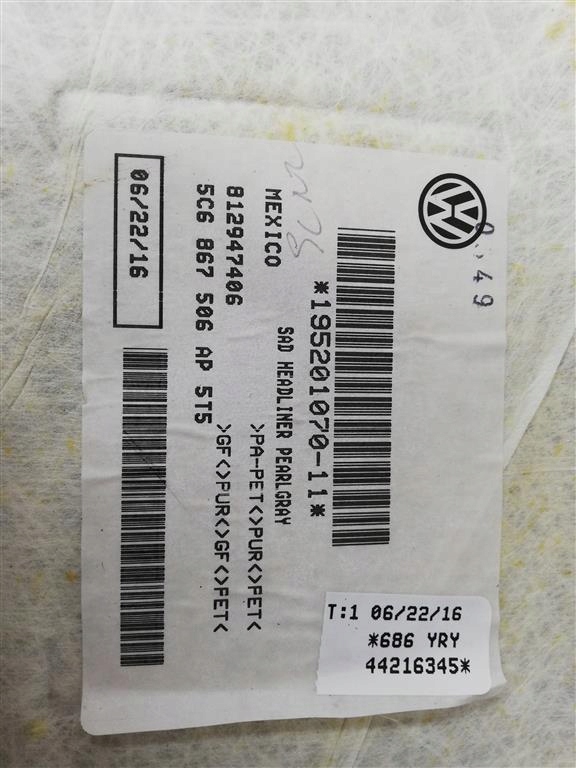 *195201070-11*
SAD HEADLINER PEARLGRAY
MEXICO
812947406
5C6 867 506 AP 5T5
>PA-PET<>PUR<>PET<
>GF<>PUR<>GF<>PET<
06/22/16
T:1 06/22/16
*686 YRY
44216345*